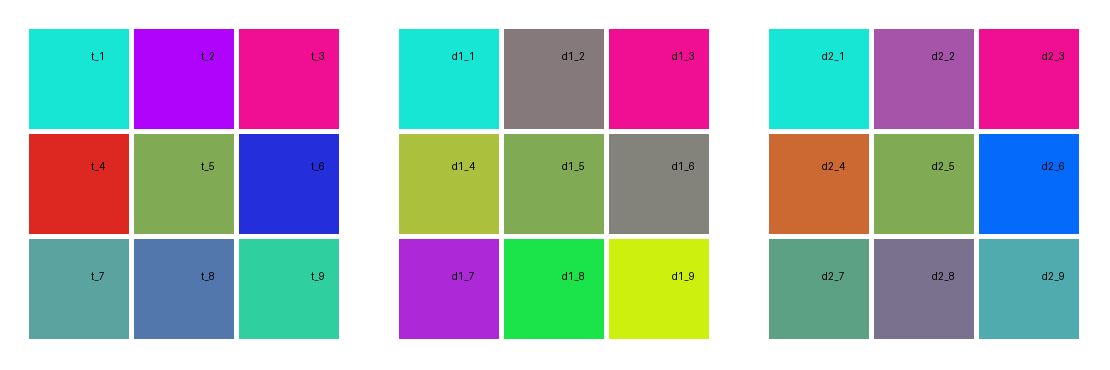 t_1 t_2 t_3 d1_1 d1_2 d1_3 d2_1 d2_2 d2_3
t_4 t_5 t_6 d1_4 d1_5 d1_6 d2_4 d2_5 d2_6
t_7 t_8 t_9 d1_7 d1_8 d1_9 d2_7 d2_8 d2_9